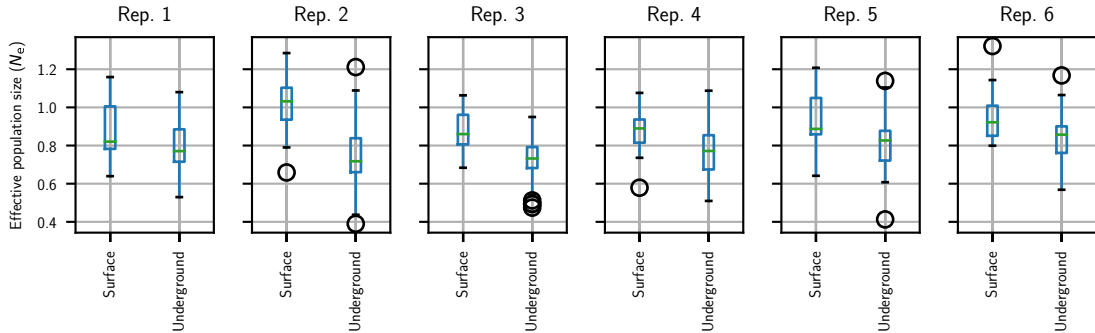 Rep. 1
Rep. 2
Rep. 3
Rep. 4
Rep. 5
Rep. 6
Effective population size (Ne)
1.2
1.0
0.8
0.6
0.4
Surface
Underground
Surface
Underground
Surface
Underground
Surface
Underground
Surface
Underground
Surface
Underground